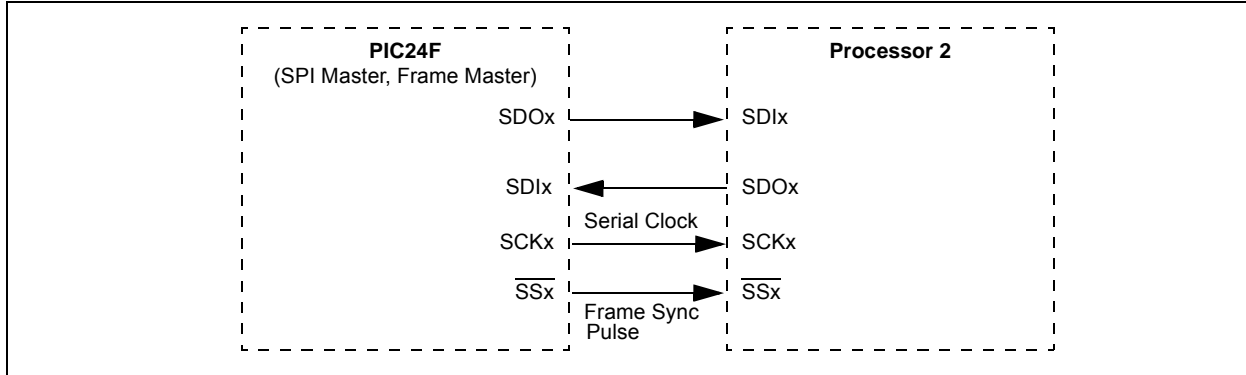 PIC24F
(SPI Master, Frame Master)
Processor 2
SDOx
SDIx
SDIx
SDOx
Serial Clock
SCKx
SCKx
SSx
SSx
Frame Sync
Pulse